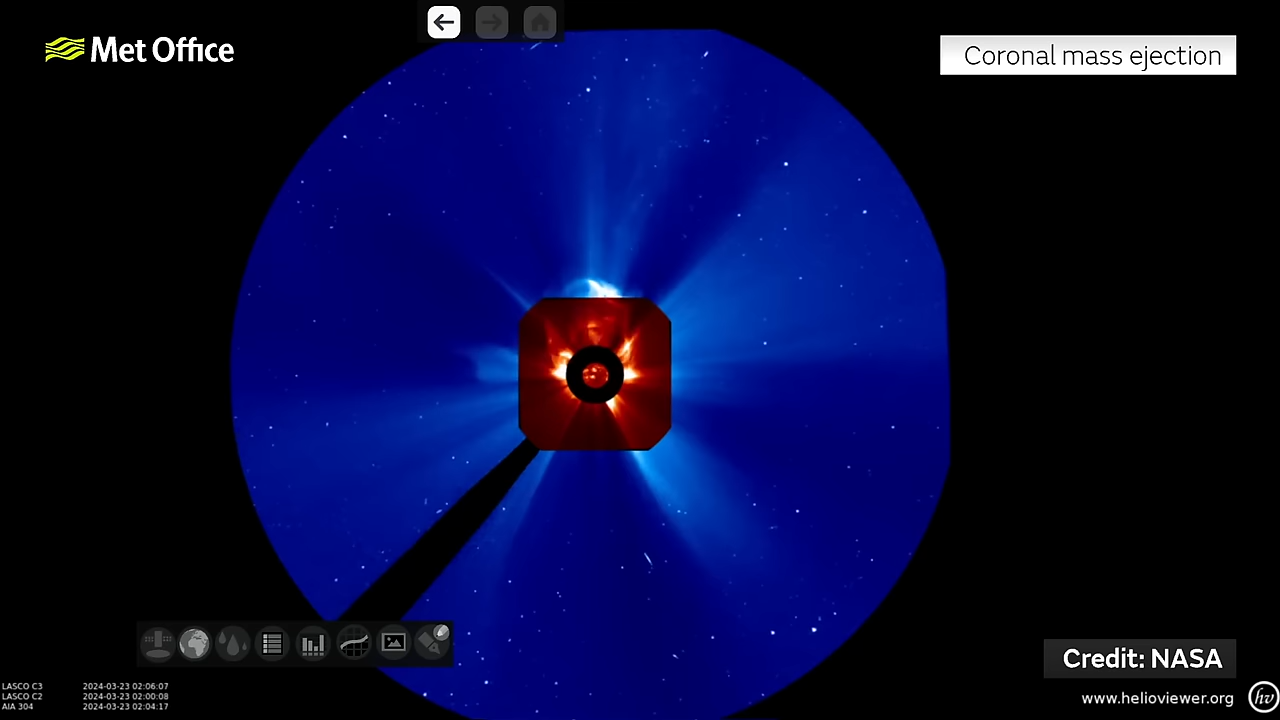 Met Office
Coronal mass ejection
Credit: NASA
LASCO C3 2024-03-23 02:06:07
LASCO C2 2024-03-23 02:00:08
AIA 304 2024-03-23 02:04:17
www.helioviewer.org
hv